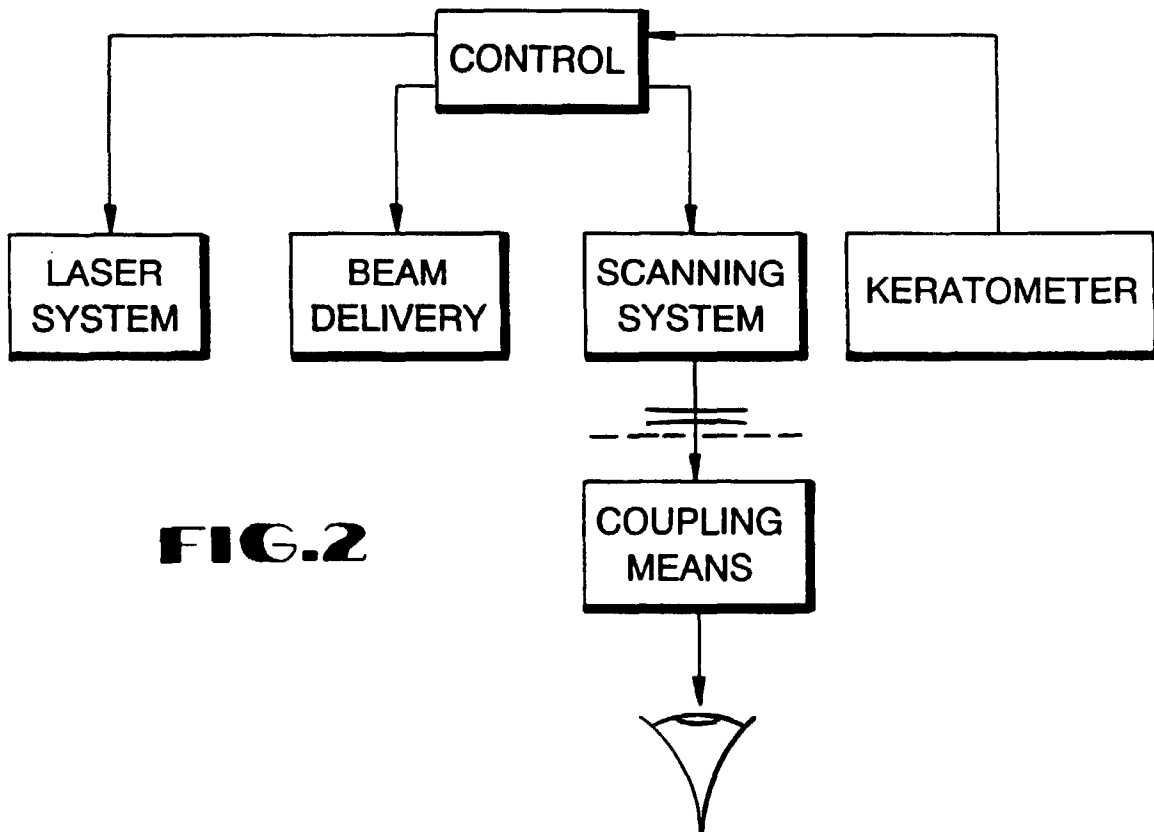 CONTROL
LASER
SYSTEM
BEAM
DELIVERY
SCANNING
SYSTEM
KERATOMETER
COUPLING
MEANS
FIG.2